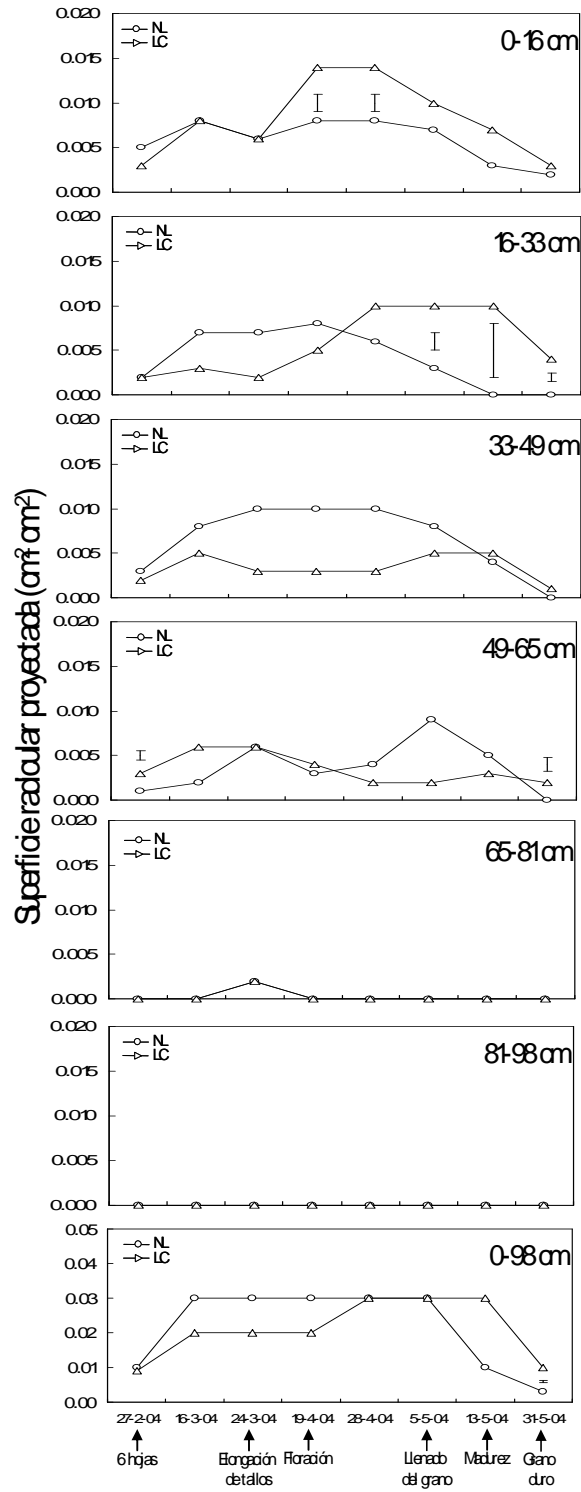 Superficie radicular proyectada (cm² cm²)
0.020
NL
LC
0-16 cm
0.015
0.010
0.005
0.000
0.020
NL
LC
16-33 cm
0.015
0.010
0.005
0.000
0.020
NL
LC
33-49 cm
0.015
0.010
0.005
0.000
0.020
NL
LC
49-65 cm
0.015
0.010
0.005
0.000
0.020
NL
LC
65-81 cm
0.015
0.010
0.005
0.000
0.020
NL
LC
81-98 cm
0.015
0.010
0.005
0.000
0.05
NL
LC
0-98 cm
0.04
0.03
0.02
0.01
0.00
27-2-04 16-3-04 24-3-04 19-4-04 28-4-04 5-5-04 13-5-04 31-5-04
6 hojas Elongación Floración Llenado Madurez Grano
de tallos del grano duro